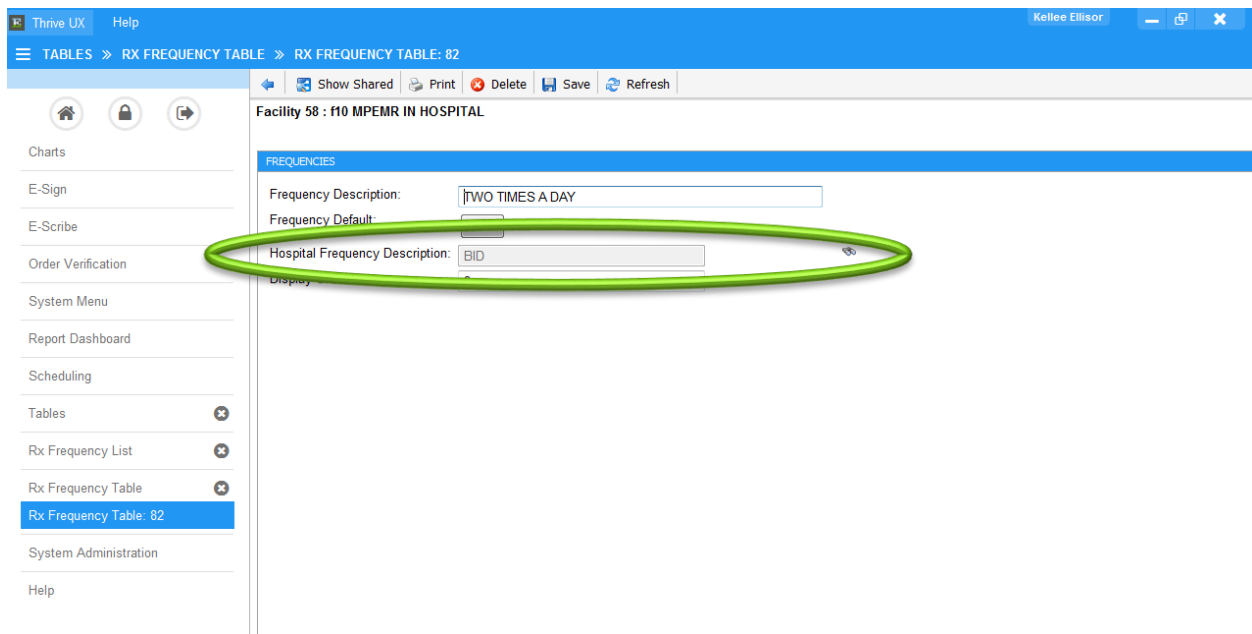 Thrive UX Help Kellee Ellisor
TABLES » RX FREQUENCY TABLE » RX FREQUENCY TABLE: 82
Show Shared Print Delete Save Refresh
Facility 58 : f10 MPEMR IN HOSPITAL
Charts
E-Sign
E-Scribe
Order Verification
System Menu
Report Dashboard
Scheduling
Tables
Rx Frequency List
Rx Frequency Table
Rx Frequency Table: 82
System Administration
Help
FREQUENCIES
Frequency Description: TWO TIMES A DAY
Frequency Default:
Hospital Frequency Description: BID